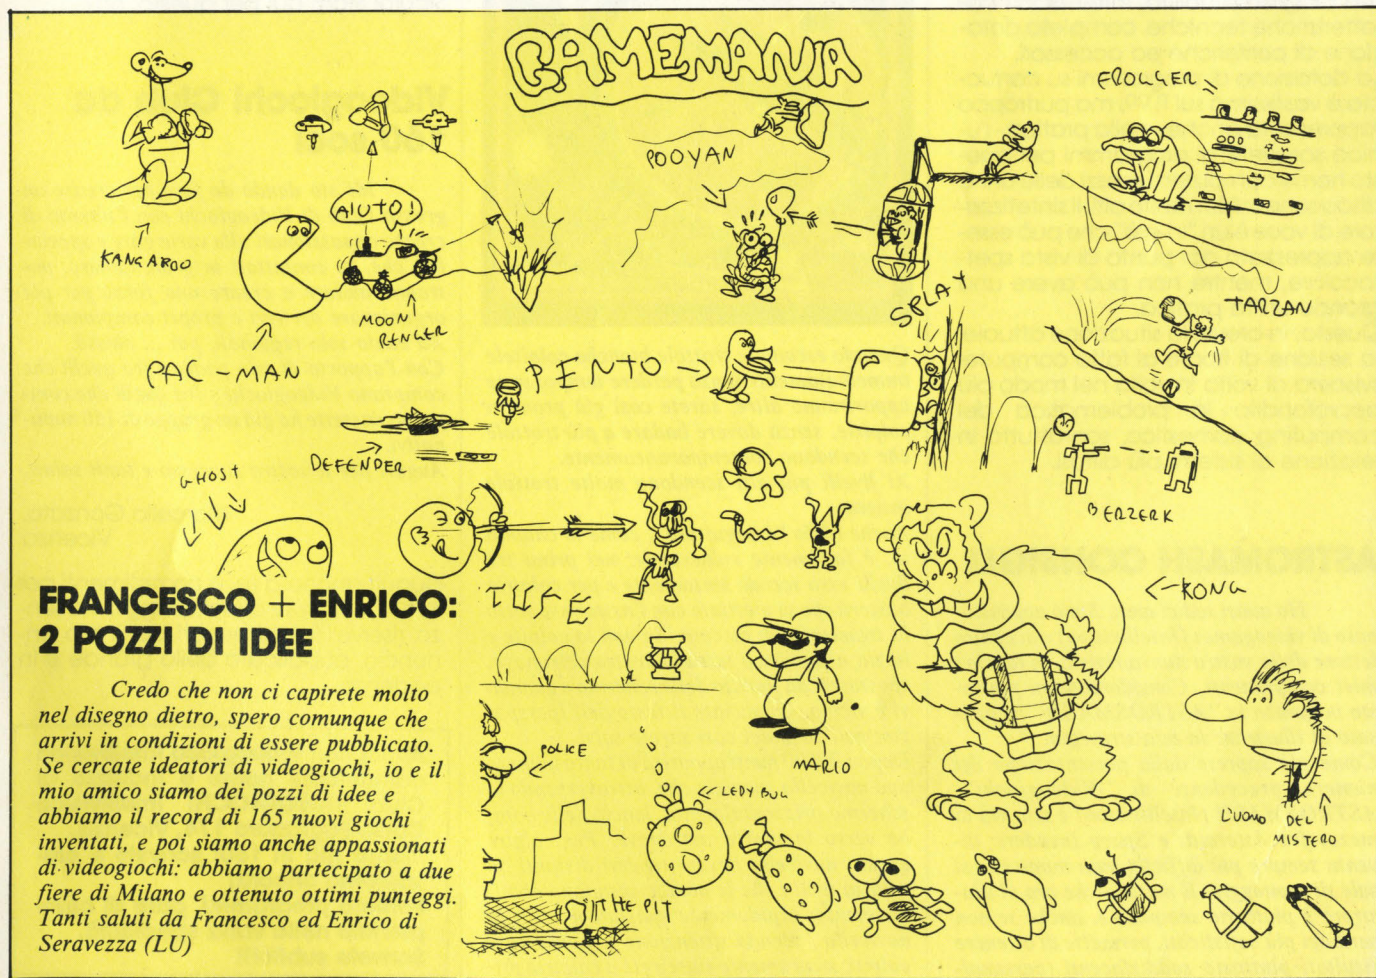 GAMEMANIA
KANGAROO
AIUTO!
MOON RENGER
PAC-MAN
POOYAN
FROGGER
TARZAN
PENTO
SPLAT
DEFENDER
GHOST
BERZERK
KONG
MARIO
POLICE
LEDY BUG
THE PIT
L'UOMO DEL
MISTERO
FRANCESCO + ENRICO:
2 POZZI DI IDEE
Credo che non ci capirete molto
nel disegno dietro, spero comunque che
arrivi in condizioni di essere pubblicato.
Se cercate ideatori di videogiochi, io e il
mio amico siamo dei pozzi di idee e
abbiamo il record di 165 nuovi giochi
inventati, e poi siamo anche appassionati
di videogiochi: abbiamo partecipato a due
fiere di Milano e ottenuto ottimi punteggi.
Tanti saluti da Francesco ed Enrico di
Seravezza (LU)